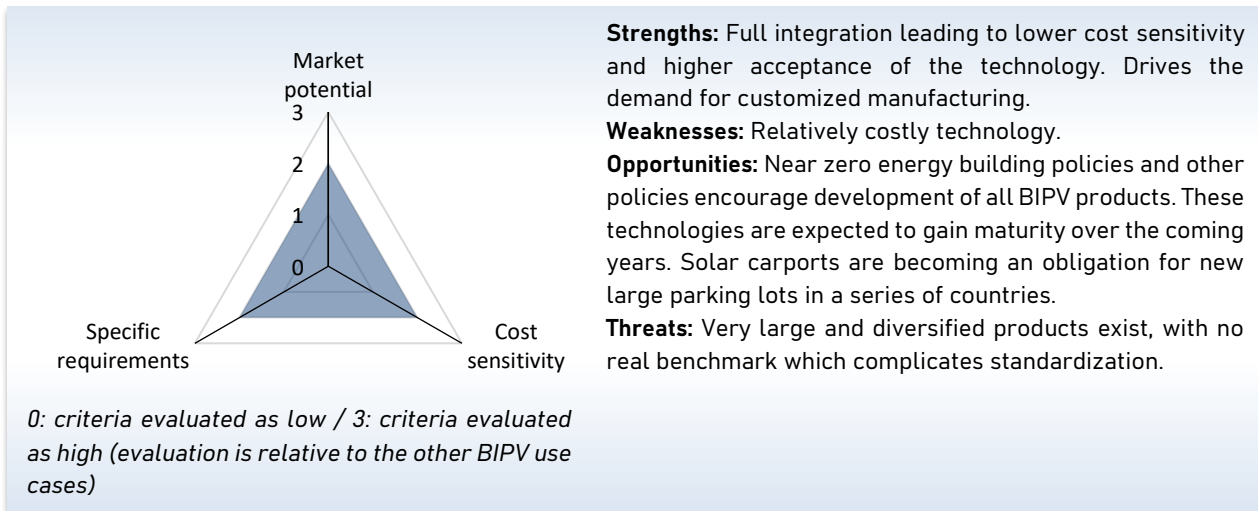 Market
potential
3
2
1
0
Specific
requirements
Cost
sensitivity
0: criteria evaluated as low / 3: criteria evaluated
as high (evaluation is relative to the other BIPV use
cases)
Strengths: Full integration leading to lower cost sensitivity
and higher acceptance of the technology. Drives the
demand for customized manufacturing.
Weaknesses: Relatively costly technology.
Opportunities: Near zero energy building policies and other
policies encourage development of all BIPV products. These
technologies are expected to gain maturity over the coming
years. Solar carports are becoming an obligation for new
large parking lots in a series of countries.
Threats: Very large and diversified products exist, with no
real benchmark which complicates standardization.